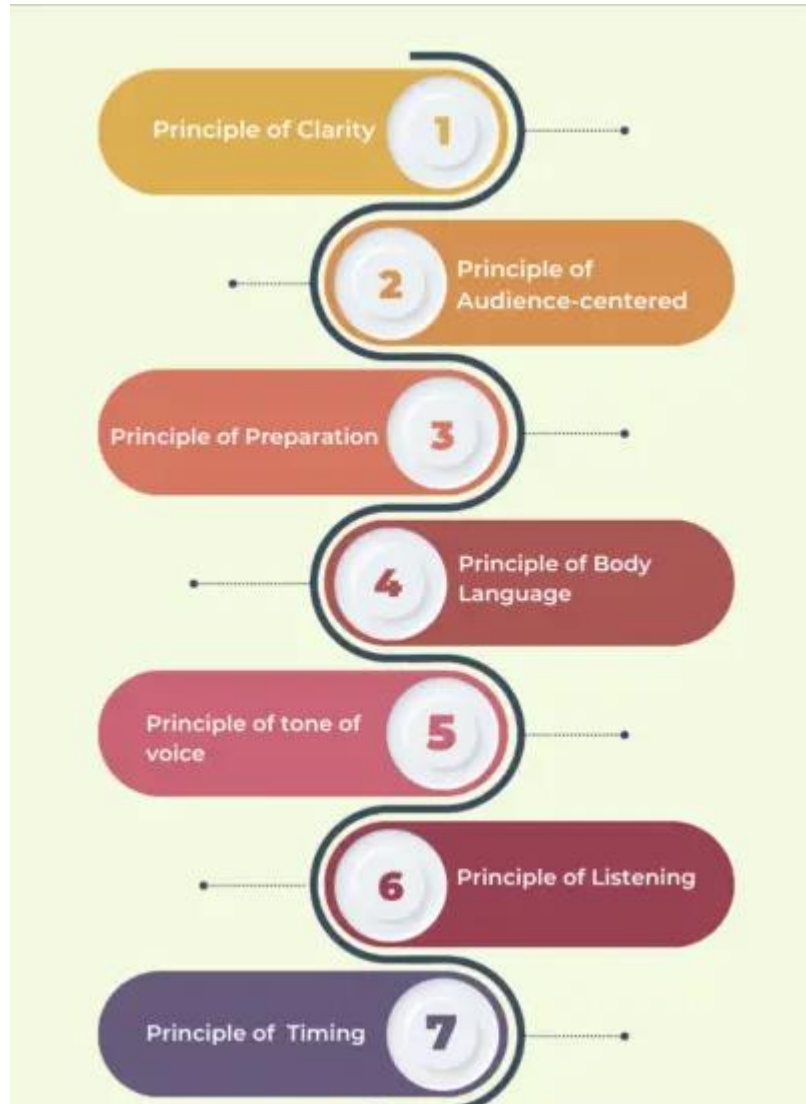 Principle of Clarity
1
2
Principle of
Audience-centered
Principle of Preparation
3
4
Principle of Body
Language
Principle of tone of
voice
5
6
Principle of Listening
Principle of  Timing
7